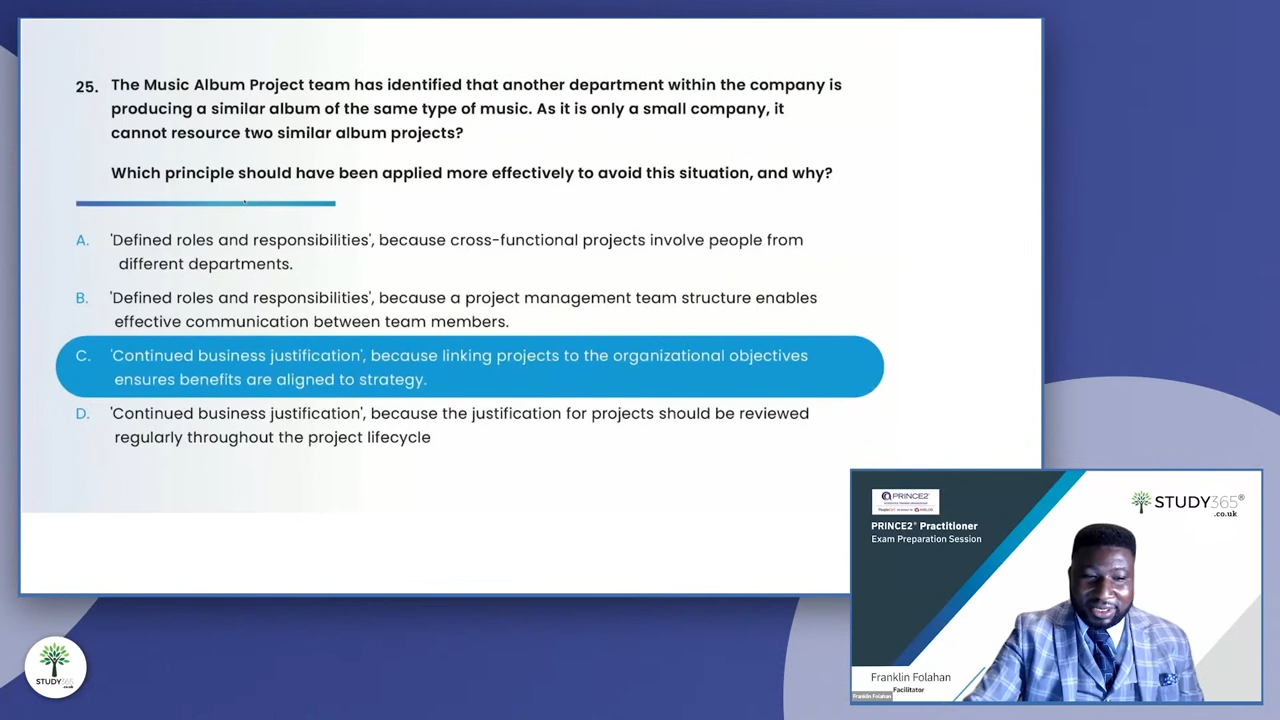 25. The Music Album Project team has identified that another department within the company is
producing a similar album of the same type of music. As it is only a small company, it
cannot resource two similar album projects?
Which principle should have been applied more effectively to avoid this situation, and why?
A. 'Defined roles and responsibilities', because cross-functional projects involve people from
different departments.
B. 'Defined roles and responsibilities', because a project management team structure enables
effective communication between team members.
C. 'Continued business justification', because linking projects to the organizational objectives
ensures benefits are aligned to strategy.
D. 'Continued business justification', because the justification for projects should be reviewed
regularly throughout the project lifecycle
PRINCE2
PRINCE2® Practitioner
Exam Preparation Session
STUDY365®
.co.uk
Franklin Folahan
Facilitator
Franklin Folahan
STUDY365
.co.uk